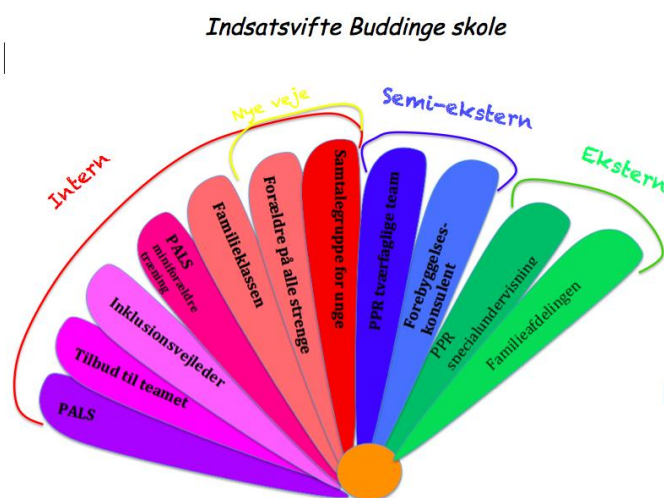 Indsatsvifte Buddinge skole
Intern
Nye veje
Semi-ekstern
Ekstern
PALS
Tilbud til teamet
Inklusionsvejleder
PALS
miniforældre
træning
Familieklassen
Forældre på alle strenge
Samtalegruppe for unge
PPR tværfaglige team
Forebyggelses-
konsulent
PPR
specialundervisning
Familieafdelingen